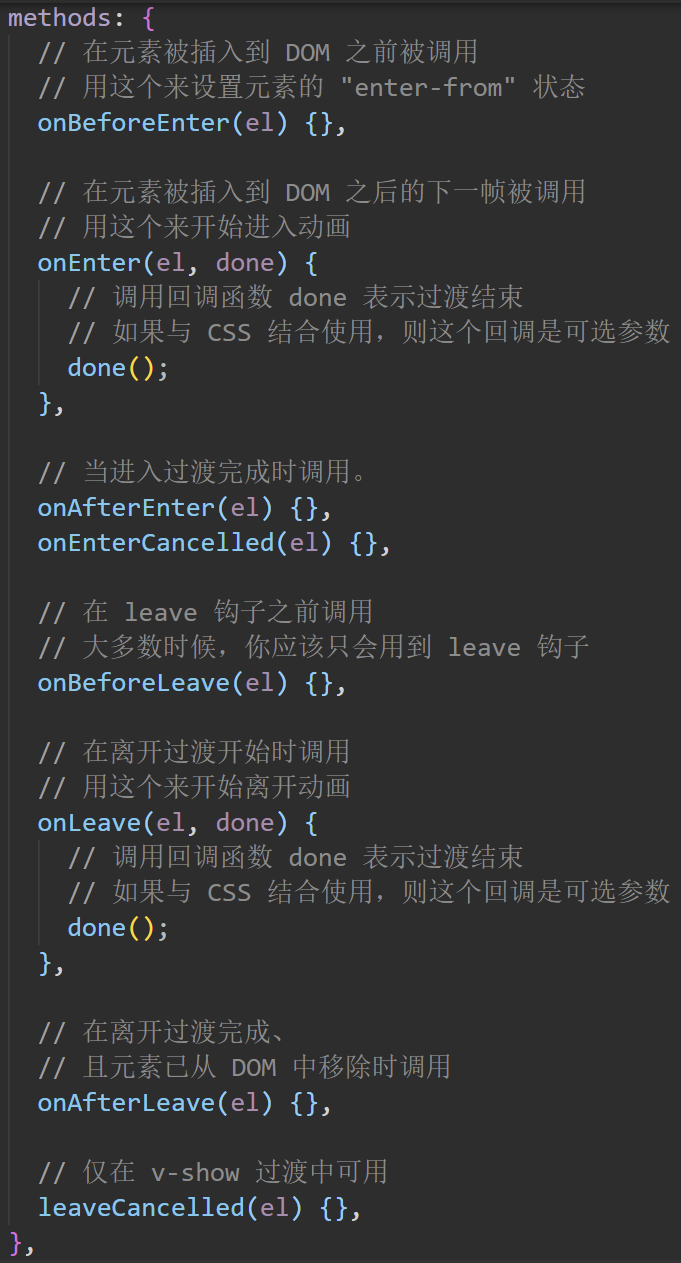 methods: {
// 在元素被插入到 DOM 之前被调用
// 用这个来设置元素的 "enter-from" 状态
onBeforeEnter(el) {},
// 在元素被插入到 DOM 之后的下一帧被调用
// 用这个来开始进入动画
onEnter(el, done) {
// 调用回调函数 done 表示过渡结束
// 如果与 CSS 结合使用，则这个回调是可选参数
done();
},
// 当进入过渡完成时调用。
onAfterEnter(el) {},
onEnterCancelled(el) {},
// 在 leave 钩子之前调用
// 大多数时候，你应该只会用到 leave 钩子
onBeforeLeave(el) {},
// 在离开过渡开始时调用
// 用这个来开始离开动画
onLeave(el, done) {
// 调用回调函数 done 表示过渡结束
// 如果与 CSS 结合使用，则这个回调是可选参数
done();
},
// 在离开过渡完成、
// 且元素已从 DOM 中移除时调用
onAfterLeave(el) {},
// 仅在 v-show 过渡中可用
leaveCancelled(el) {},
},